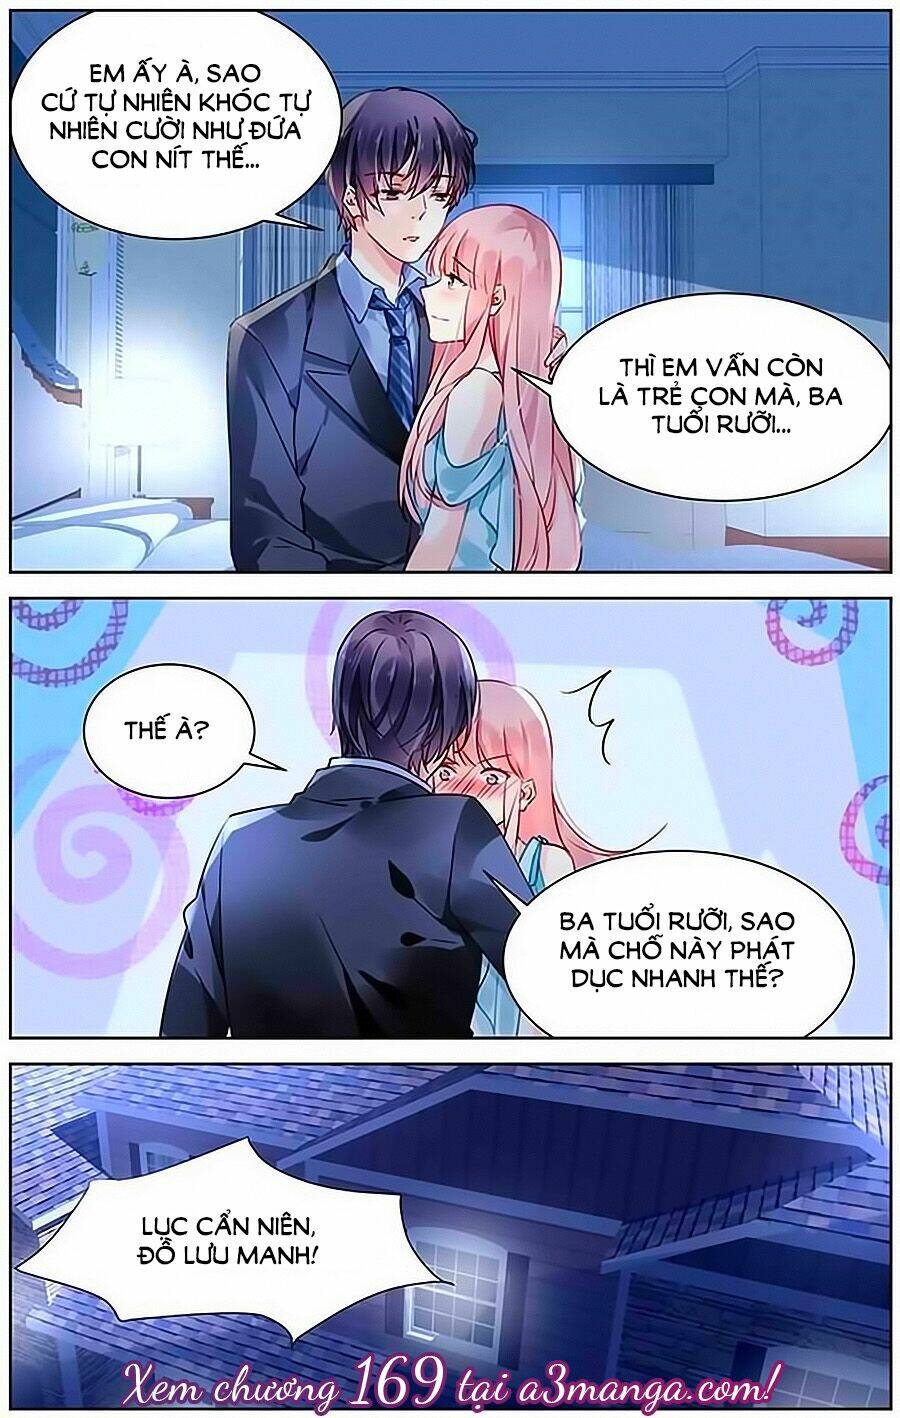 EM ẤY À, SAO
CỨ TỰ NHIÊN KHÓC TỰ
NHIÊN CƯỜI NHƯ ĐỨA
CON NÍT THẾ...
THÌ EM VẪN CÒN
LÀ TRẺ CON MÀ, BA
TUỔI RƯỠI...
THẾ À?
BA TUỔI RƯỠI, SAO
MÀ CHỖ NÀY PHÁT
DỤC NHANH THẾ?
LỤC CẨN NIÊN,
ĐỒ LƯU MANH!
Xem chương 169 tại a3manga.com!